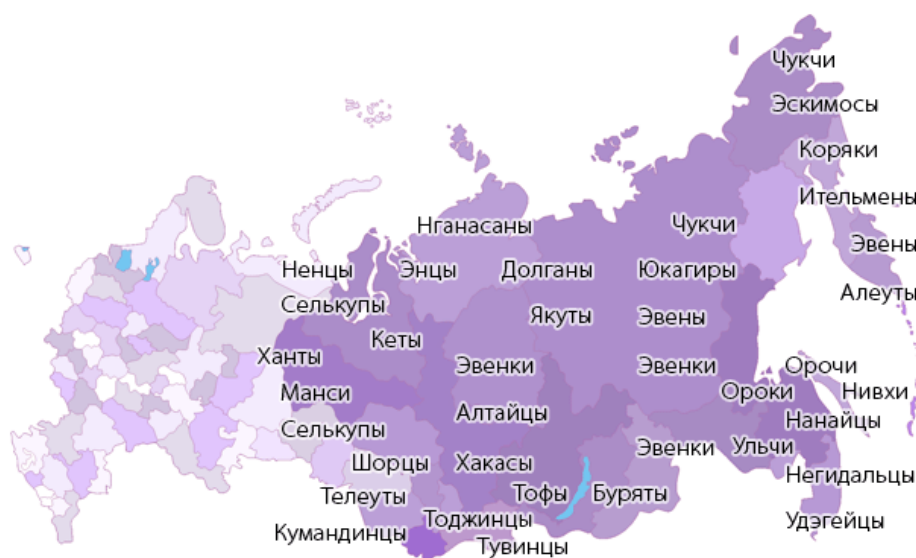 Чукчи
Эскимосы
Коряки
Ительмены
Нганасаны
Чукчи
Эвены
Ненцы
Энцы
Долганы
Юкагиры
Алеуты
Селькупы
Якуты
Эвены
Кеты
Ханты
Эвенки
Эвенки
Орочи
Манси
Ороки
Нивхи
Алтайцы
Нанайцы
Селькупы
Ульчи
Эвенки
Шорцы
Хакасы
Негидальцы
Телеуты
Тофы
Буряты
Тоджинцы
Удэгейцы
Кумандинцы
Тувинцы